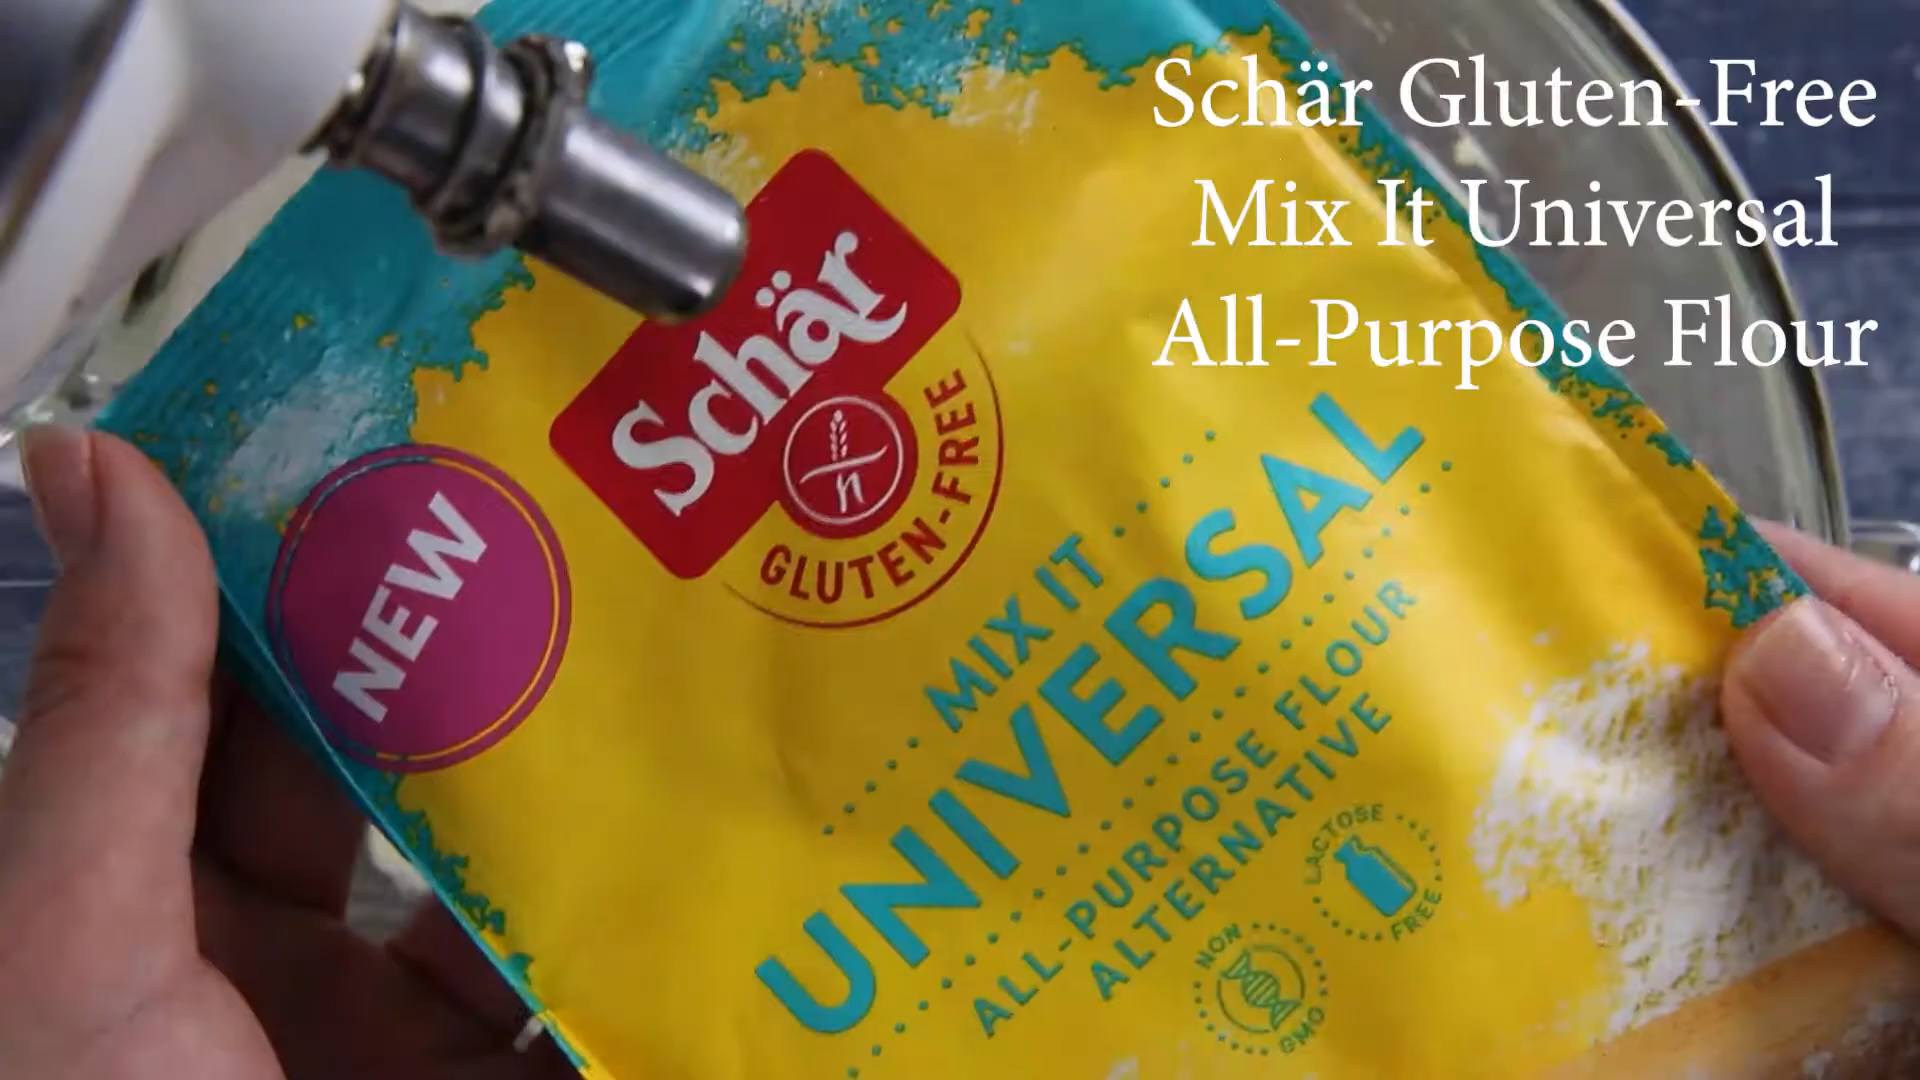 Schär Gluten-Free
Mix It Universal
All-Purpose Flour
Schär
GLUTEN-FREE
NEW
MIX IT
UNIVERSAL
ALL-PURPOSE FLOUR
ALTERNATIVE
LACTOSE
FREE
NON
GMO